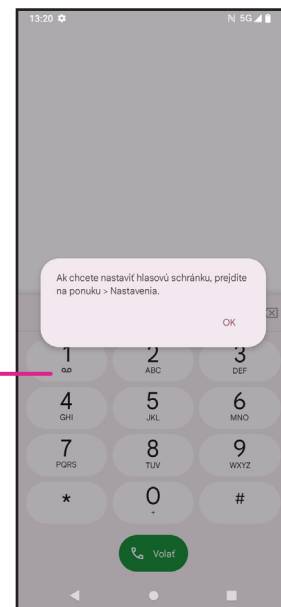 13:20 N 5G
Ak chcete nastaviť hlasovú schránku, prejdite
na ponuku > Nastavenia.
OK
1 2 3
ABC DEF
4 5 6
GHI JKL MNO
7 8 9
PQRS TUV WXYZ
* 0 #
+
Volať